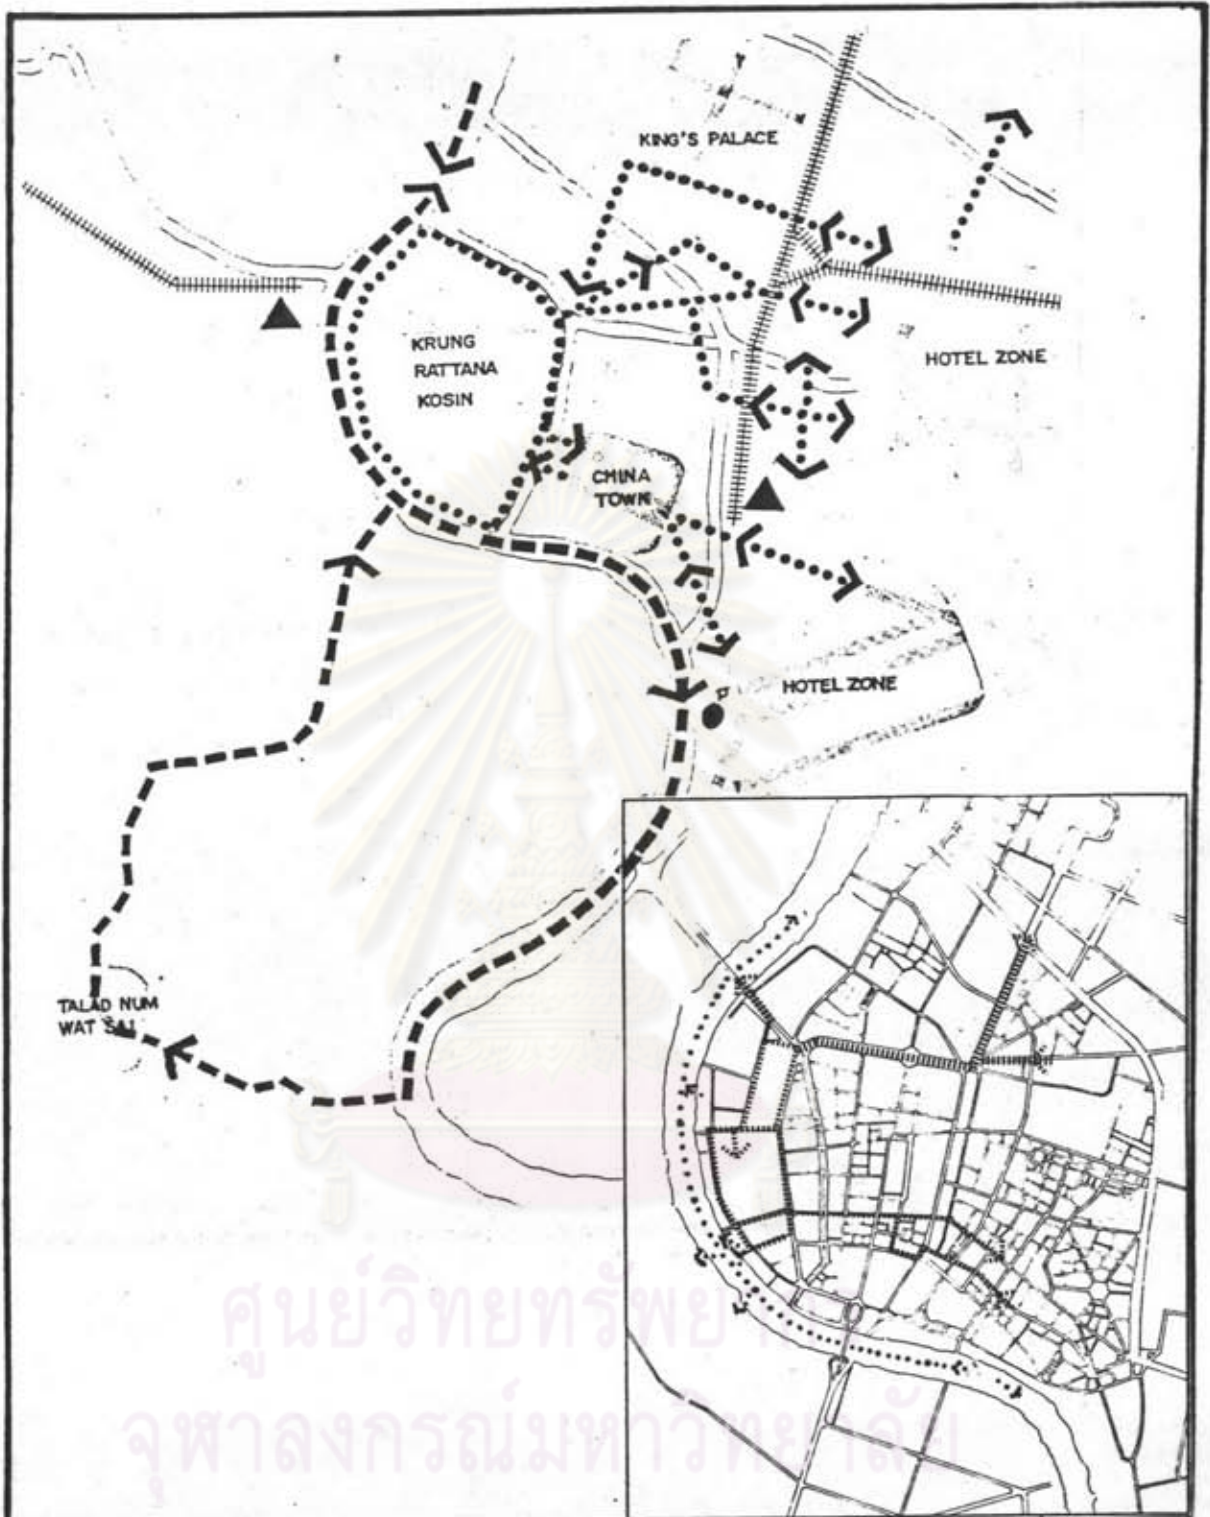 KING'S PALACE
HOTEL ZONE
KRUNG
RATTANA
KOSIN
CHINA
TOWN
HOTEL ZONE
TALAD NUM
WAT SAI
ศูนย์วิทยทรัพยากร
จุฬาลงกรณ์มหาวิทยาลัย